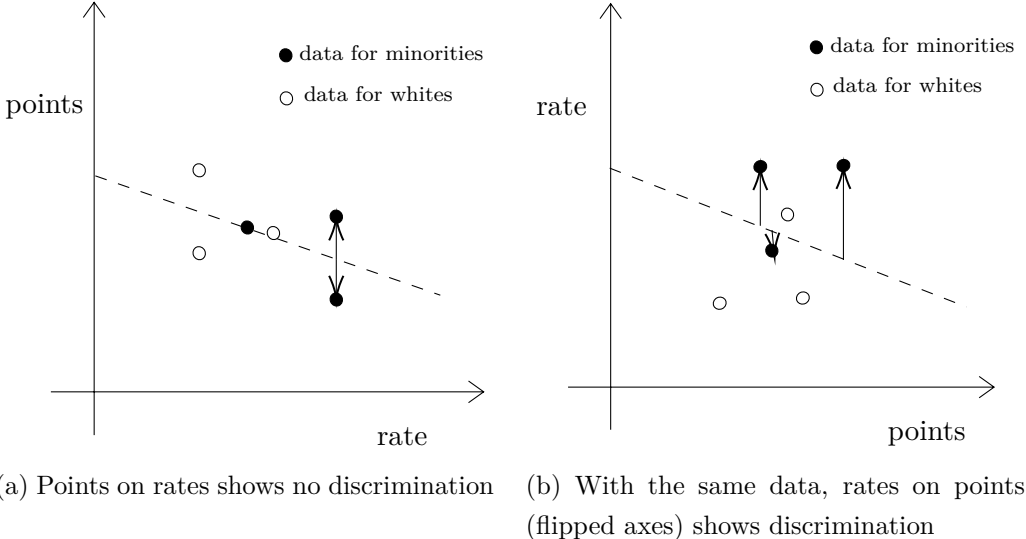 data for minorities
data for whites
points
rate
(a) Points on rates shows no discrimination
data for minorities
data for whites
rate
points
(b) With the same data, rates on points
(flipped axes) shows discrimination